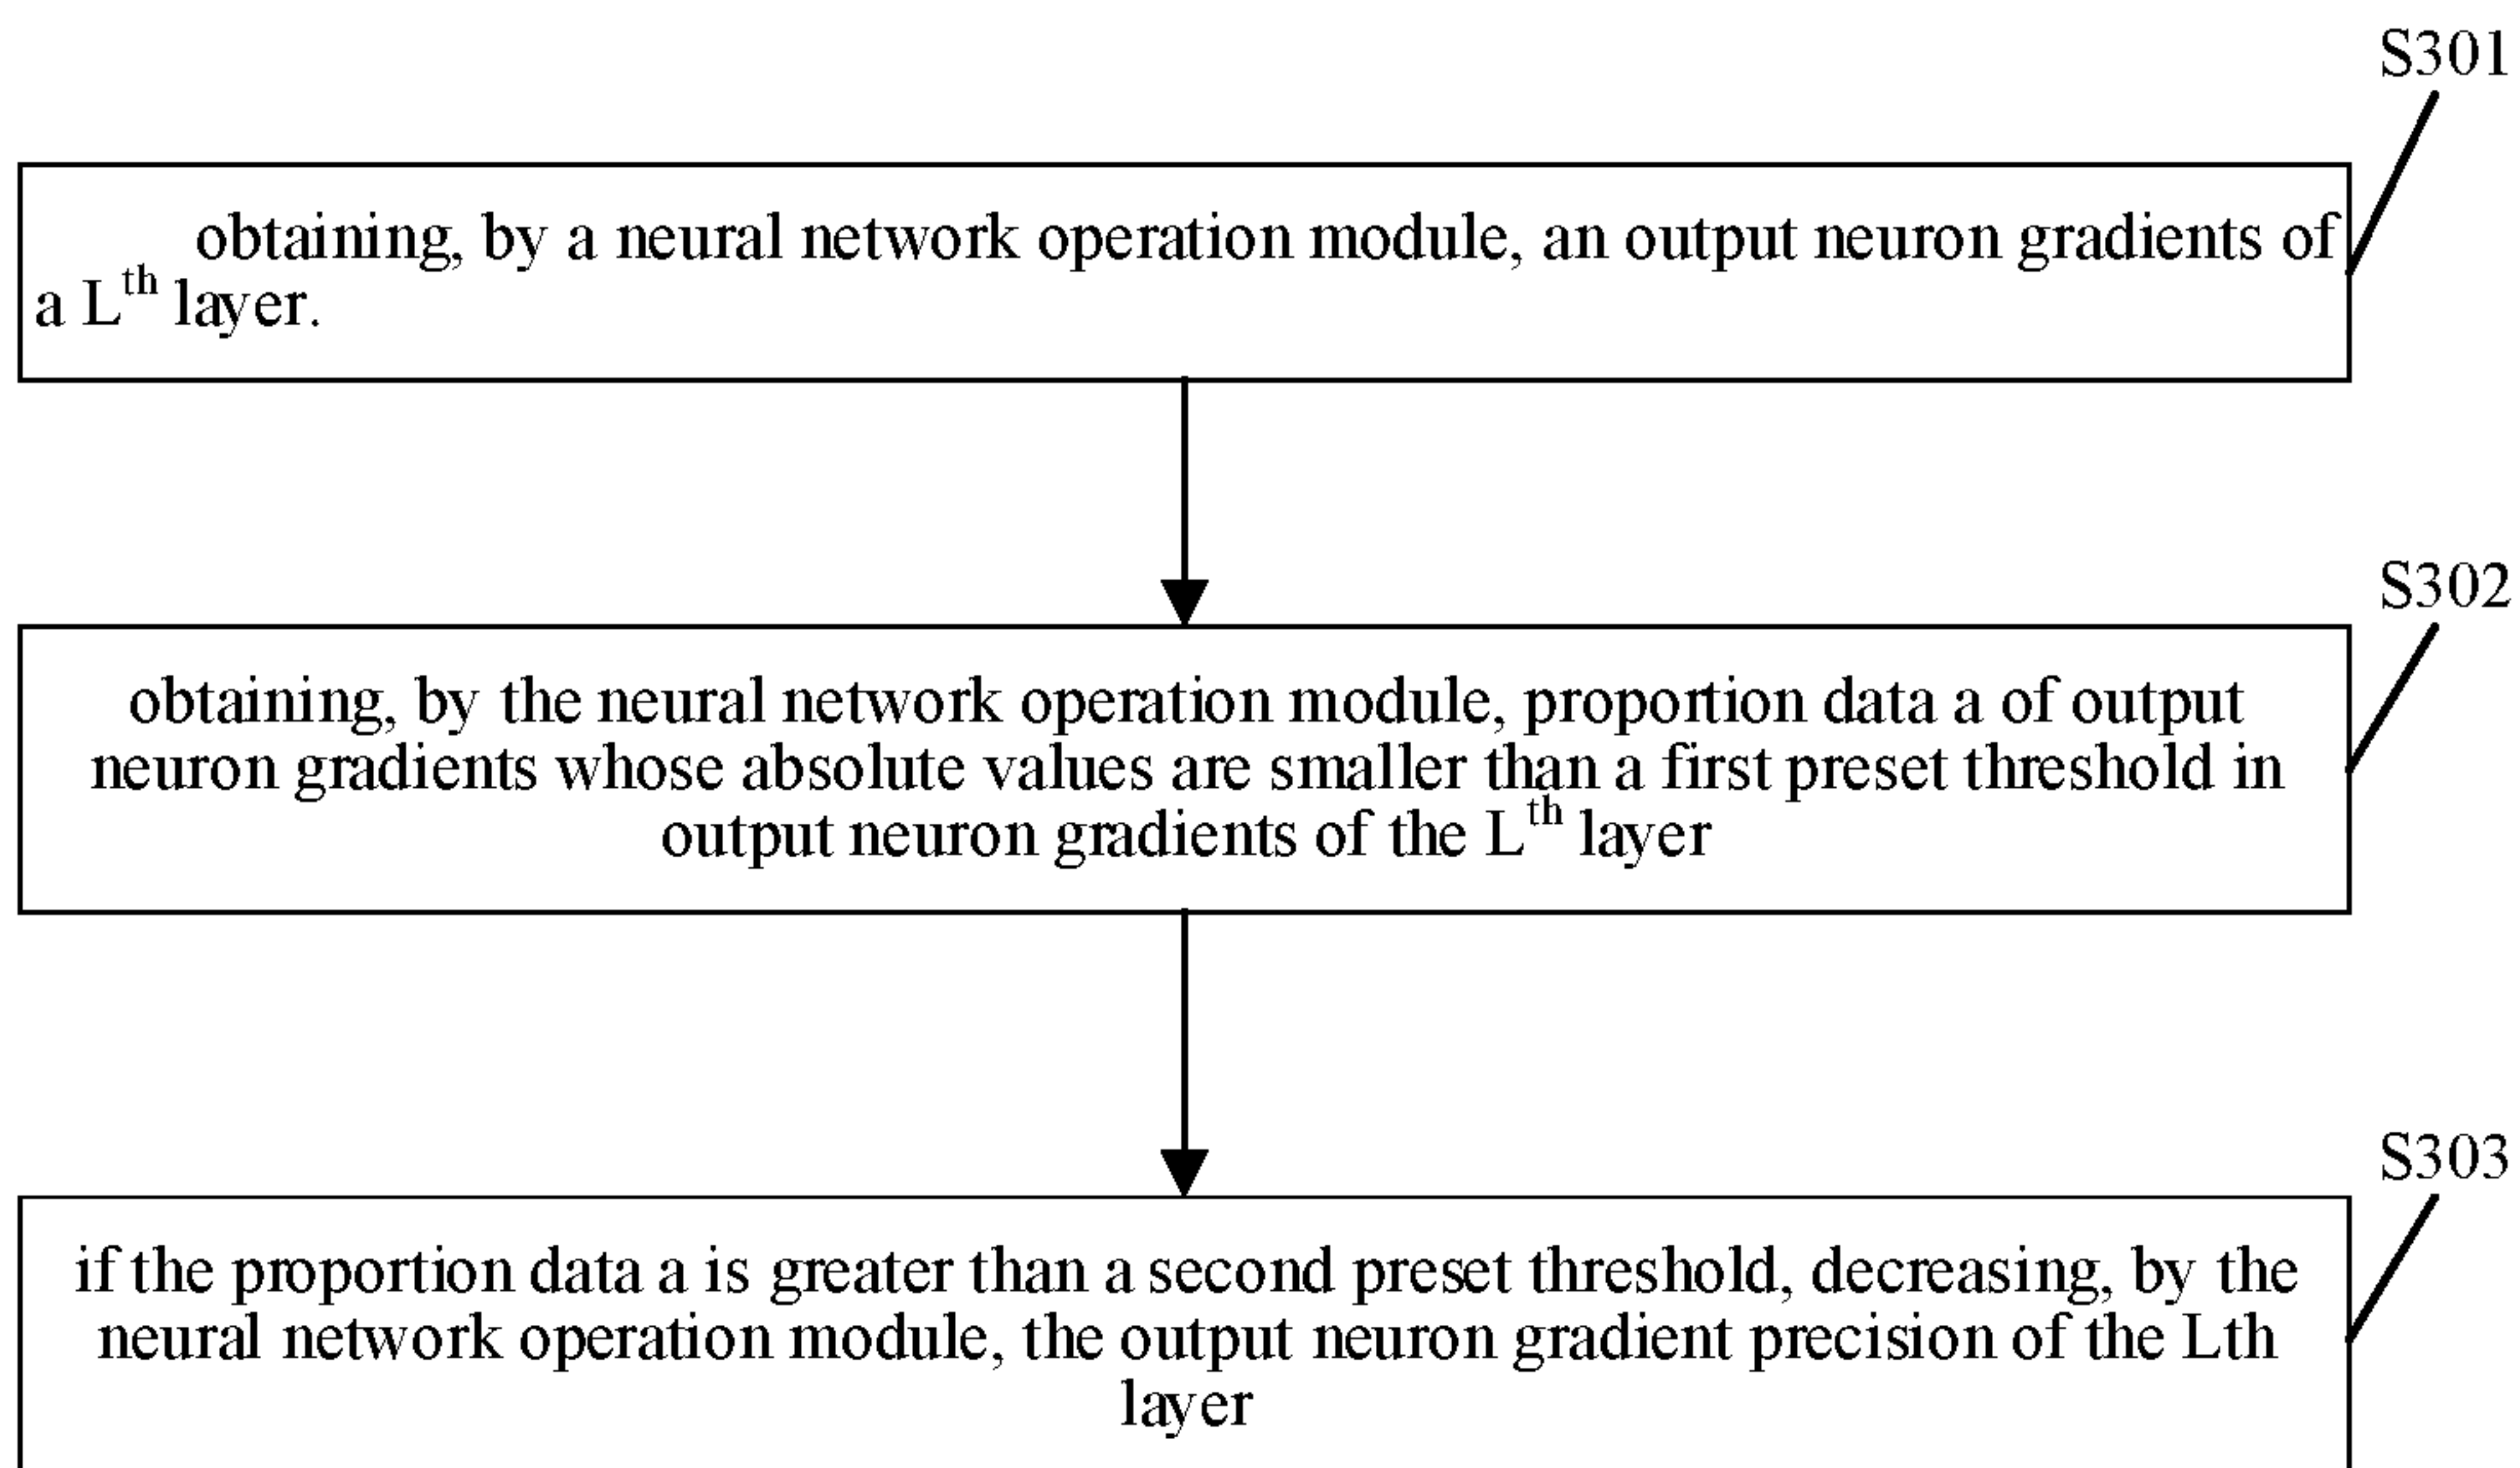 S301
obtaining, by a neural network operation module, an output neuron gradients of
a Lᵗʰ layer.
S302
obtaining, by the neural network operation module, proportion data a of output
neuron gradients whose absolute values are smaller than a first preset threshold in
output neuron gradients of the Lᵗʰ layer
S303
if the proportion data a is greater than a second preset threshold, decreasing, by the
neural network operation module, the output neuron gradient precision of the Lth
layer